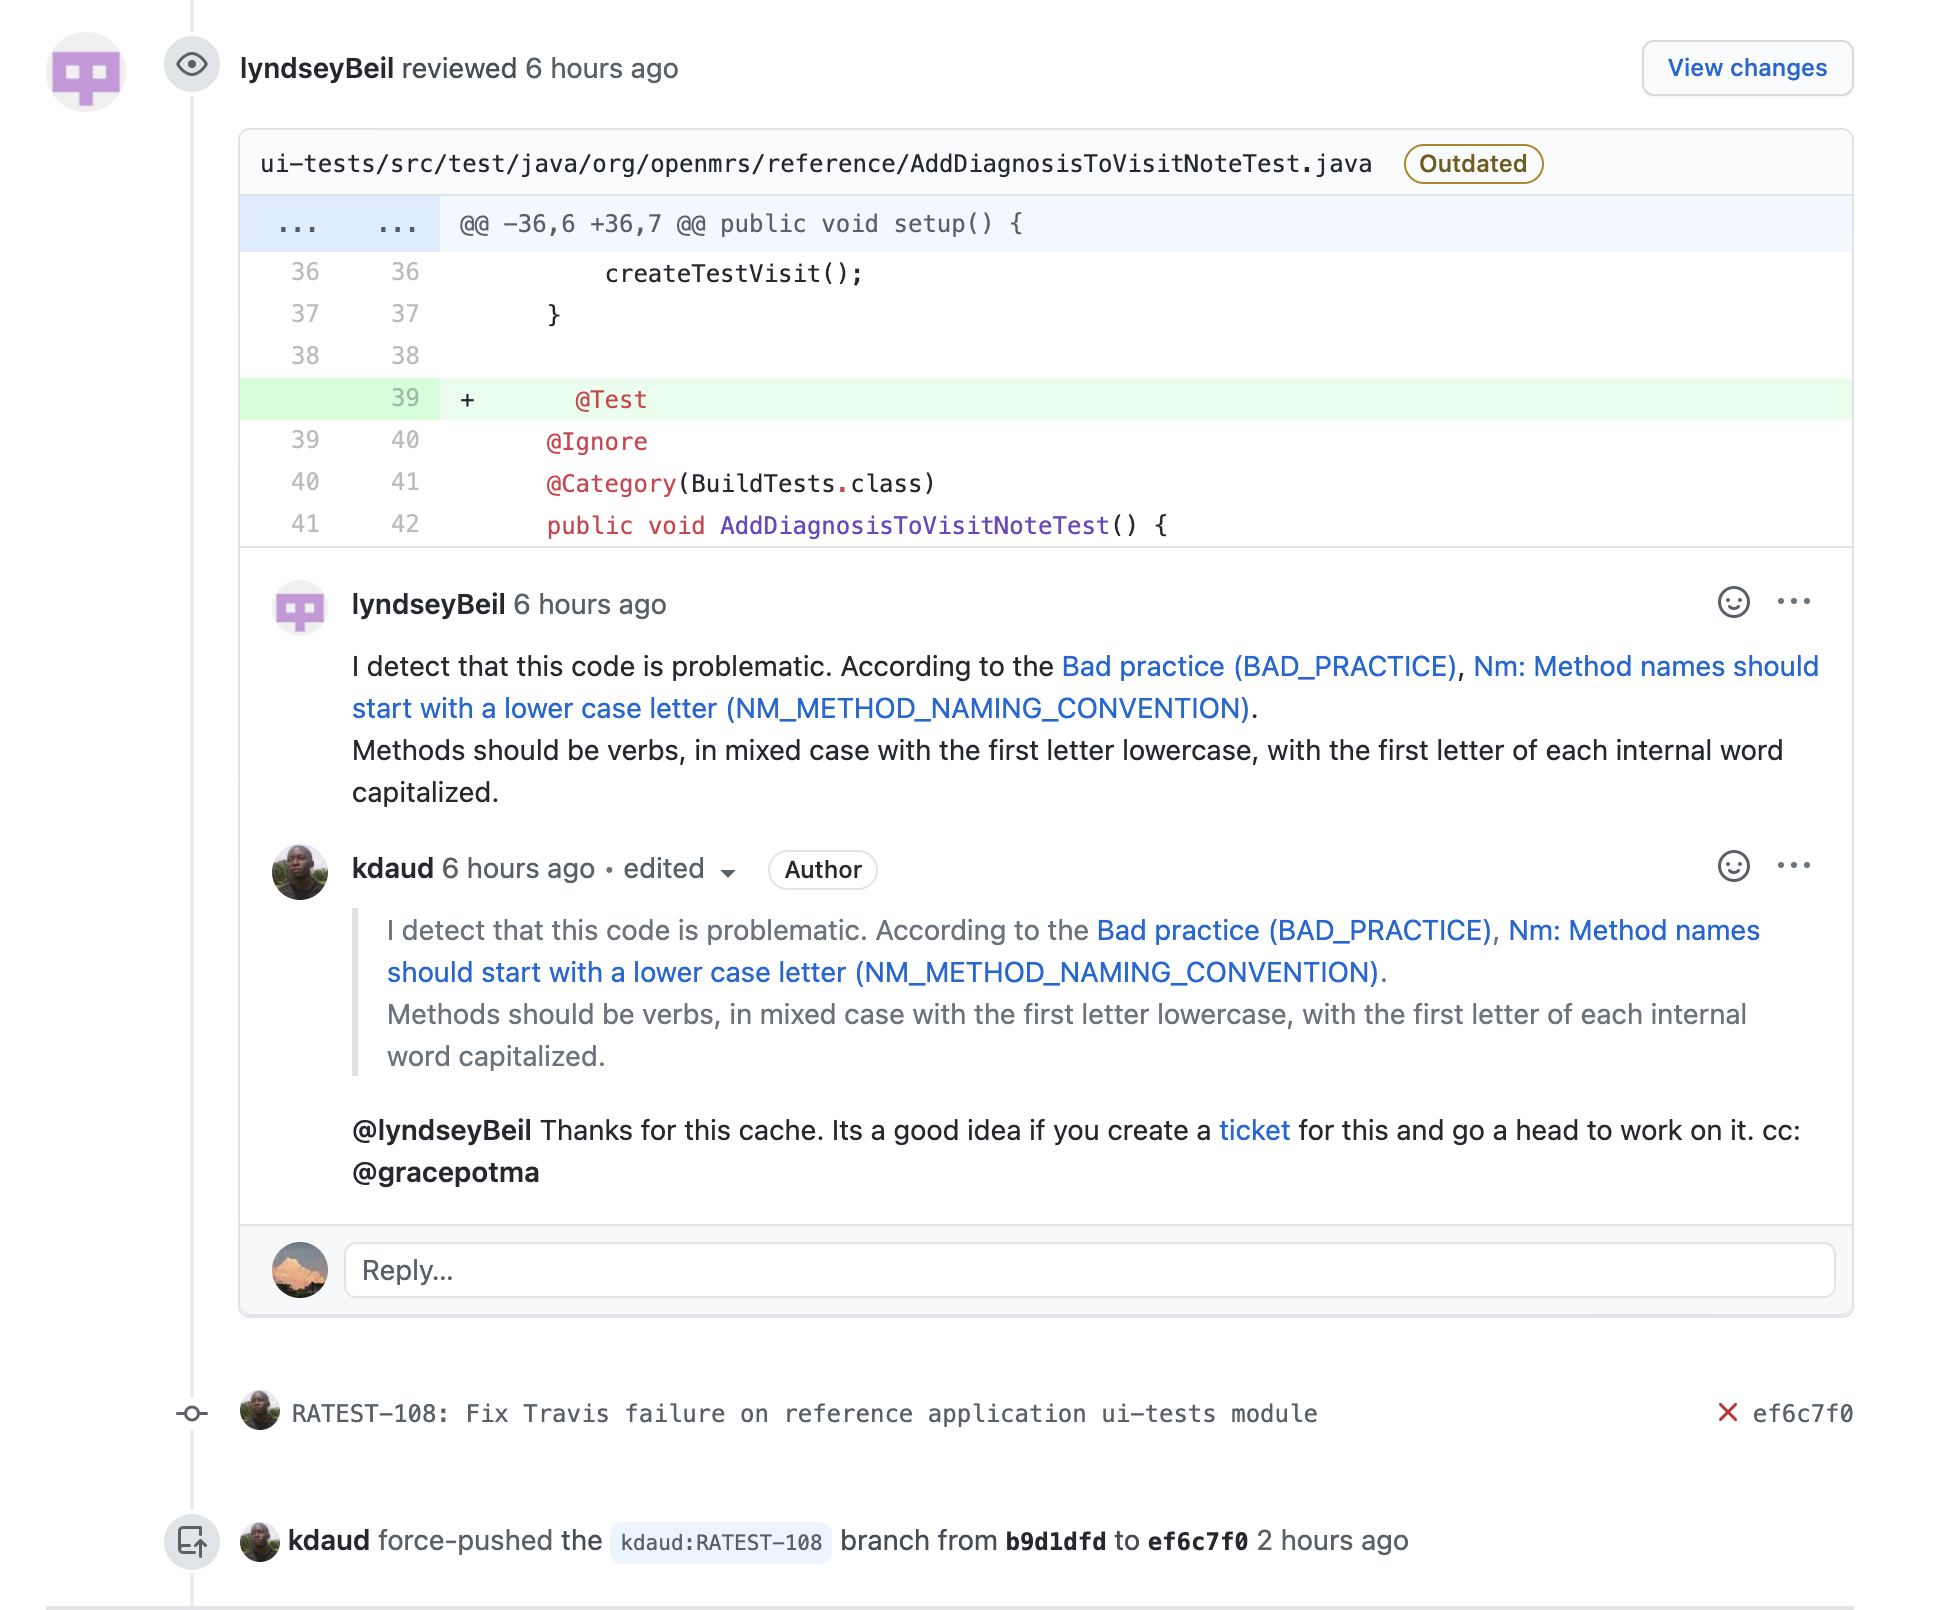 lyndseyBeil reviewed 6 hours ago
View changes
ui-tests/src/test/java/org/openmrs/reference/AddDiagnosisToVisitNoteTest.java Outdated
... ... @@ -36,6 +36,7 @@ public void setup() {
36 36 createTestVisit();
37 37 }
38 38
39 + @Test
39 40 @Ignore
40 41 @Category(BuildTests.class)
41 42 public void AddDiagnosisToVisitNoteTest() {
lyndseyBeil 6 hours ago
I detect that this code is problematic. According to the Bad practice (BAD_PRACTICE), Nm: Method names should
start with a lower case letter (NM_METHOD_NAMING_CONVENTION).
Methods should be verbs, in mixed case with the first letter lowercase, with the first letter of each internal word
capitalized.
kdaud 6 hours ago • edited Author
I detect that this code is problematic. According to the Bad practice (BAD_PRACTICE), Nm: Method names
should start with a lower case letter (NM_METHOD_NAMING_CONVENTION).
Methods should be verbs, in mixed case with the first letter lowercase, with the first letter of each internal
word capitalized.
@lyndseyBeil Thanks for this cache. Its a good idea if you create a ticket for this and go a head to work on it. cc:
@gracepotma
Reply...
RATEST-108: Fix Travis failure on reference application ui-tests module ef6c7f0
kdaud force-pushed the kdaud:RATEST-108 branch from b9d1dfd to ef6c7f0 2 hours ago